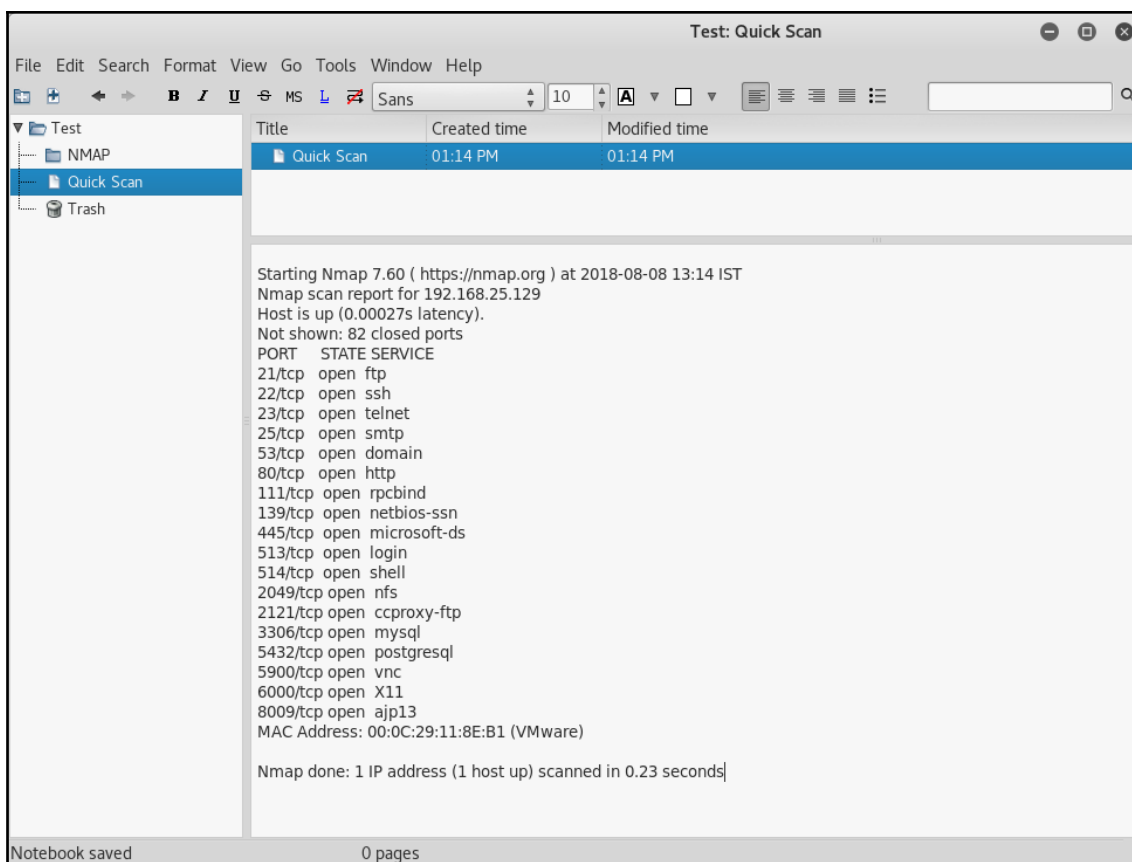 Test: Quick Scan
File Edit Search Format View Go Tools Window Help
B I U S MS L Sans 10 A
Test
NMAP
Quick Scan
Trash
Title Created time Modified time
Quick Scan 01:14 PM 01:14 PM
Starting Nmap 7.60 ( https://nmap.org ) at 2018-08-08 13:14 IST
Nmap scan report for 192.168.25.129
Host is up (0.00027s latency).
Not shown: 82 closed ports
PORT STATE SERVICE
21/tcp open ftp
22/tcp open ssh
23/tcp open telnet
25/tcp open smtp
53/tcp open domain
80/tcp open http
111/tcp open rpcbind
139/tcp open netbios-ssn
445/tcp open microsoft-ds
513/tcp open login
514/tcp open shell
2049/tcp open nfs
2121/tcp open ccproxy-ftp
3306/tcp open mysql
5432/tcp open postgresql
5900/tcp open vnc
6000/tcp open X11
8009/tcp open ajp13
MAC Address: 00:0C:29:11:8E:B1 (VMware)
Nmap done: 1 IP address (1 host up) scanned in 0.23 seconds
Notebook saved 0 pages